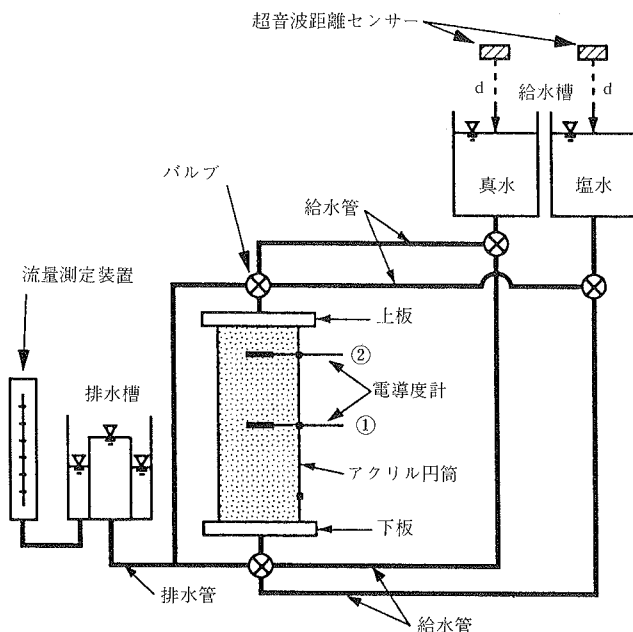 超音波距離センサー
d
給水槽
d
バルブ
真水
塩水
給水管
流量測定装置
上板
②
排水槽
電導度計
①
アクリル円筒
下板
排水管
給水管